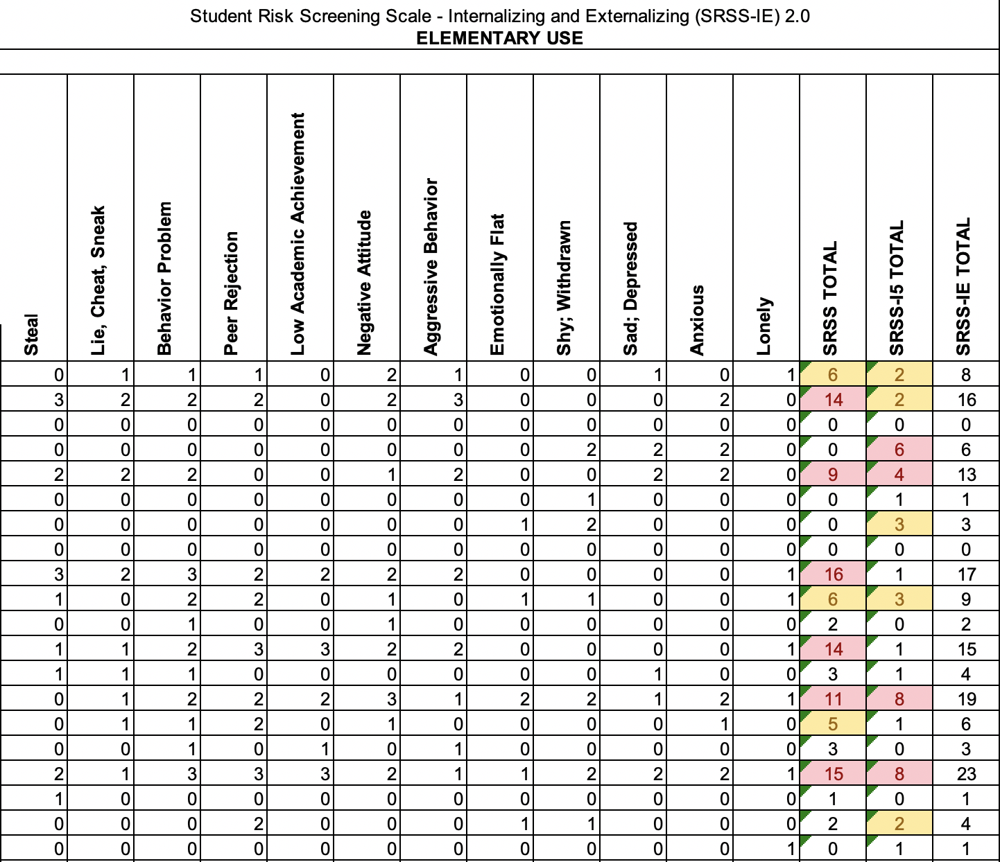 Student Risk Screening Scale - Internalizing and Externalizing (SRSS-IE) 2.0
ELEMENTARY USE
Steal Lie, Cheat, Sneak Behavior Problem Peer Rejection Low Academic Achievement Negative Attitude Aggressive Behavior Emotionally Flat Shy; Withdrawn Sad; Depressed Anxious Lonely SRSS TOTAL SRSS-I5 TOTAL SRSS-IE TOTAL
0 1 1 1 0 2 1 0 0 1 0 1 6 2 8
3 2 2 2 0 2 3 0 0 0 2 0 14 2 16
0 0 0 0 0 0 0 0 0 0 0 0 0 0 0
0 0 0 0 0 0 0 0 2 2 2 0 0 6 6
2 2 2 0 0 1 2 0 0 2 2 0 9 4 13
0 0 0 0 0 0 0 0 1 0 0 0 0 1 1
0 0 0 0 0 0 0 1 2 0 0 0 0 3 3
0 0 0 0 0 0 0 0 0 0 0 0 0 0 0
3 2 3 2 2 2 2 0 0 0 0 1 16 1 17
1 0 2 2 0 1 0 1 1 0 0 1 6 3 9
0 0 1 0 0 1 0 0 0 0 0 0 2 0 2
1 1 2 3 3 2 2 0 0 0 0 1 14 1 15
1 1 1 0 0 0 0 0 0 1 0 0 3 1 4
0 1 2 2 2 3 1 2 2 1 2 1 11 8 19
0 1 1 2 0 1 0 0 0 0 1 0 5 1 6
0 0 1 0 1 0 1 0 0 0 0 0 3 0 3
2 1 3 3 3 2 1 1 2 2 2 1 15 8 23
1 0 0 0 0 0 0 0 0 0 0 0 1 0 1
0 0 0 2 0 0 0 1 1 0 0 0 2 2 4
0 0 0 0 0 0 0 0 0 0 0 1 0 1 1